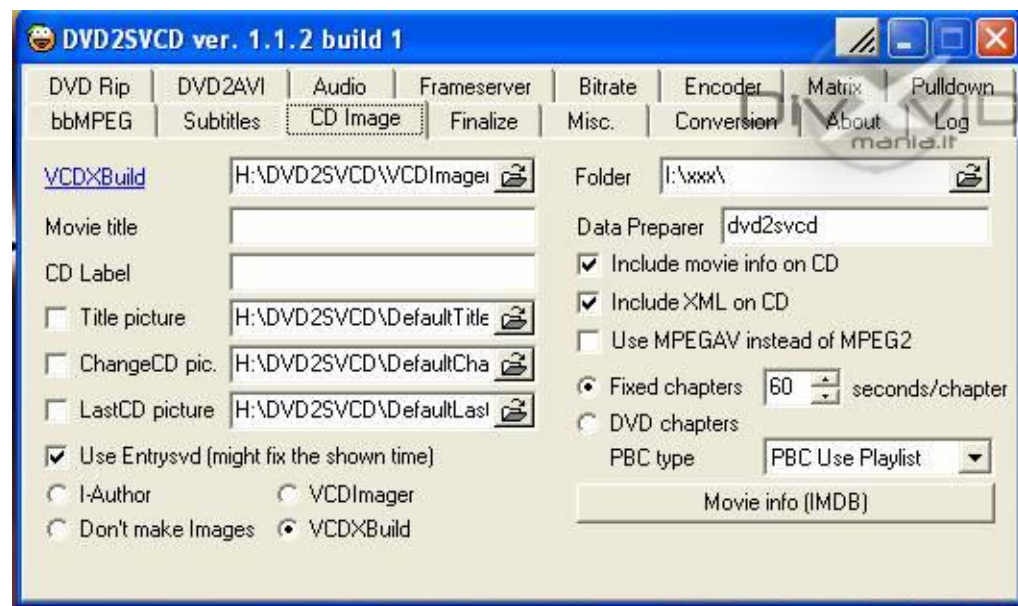 DVD2SVCD ver. 1.1.2 build 1
DVD Rip DVD2AVI Audio Frameserver Bitrate Encoder Matrix Pulldown
bbMPEG Subtitles CD Image Finalize Misc. Conversion About Log
mania.it
VCDXBuild H:\DVD2SVCD\VCDImager
Folder I:\xxx\
Movie title
Data Preparer dvd2svcd
CD Label
Include movie info on CD
Title picture H:\DVD2SVCD\DefaultTitle
Include XML on CD
Use MPEGAV instead of MPEG2
ChangeCD pic. H:\DVD2SVCD\DefaultCha
Fixed chapters 60 seconds/chapter
LastCD picture H:\DVD2SVCD\DefaultLast
DVD chapters
Use Entrysvd (might fix the shown time)
PBC type PBC Use Playlist
I-Author VCDImager
Movie info (IMDB)
Don't make Images VCDXBuild